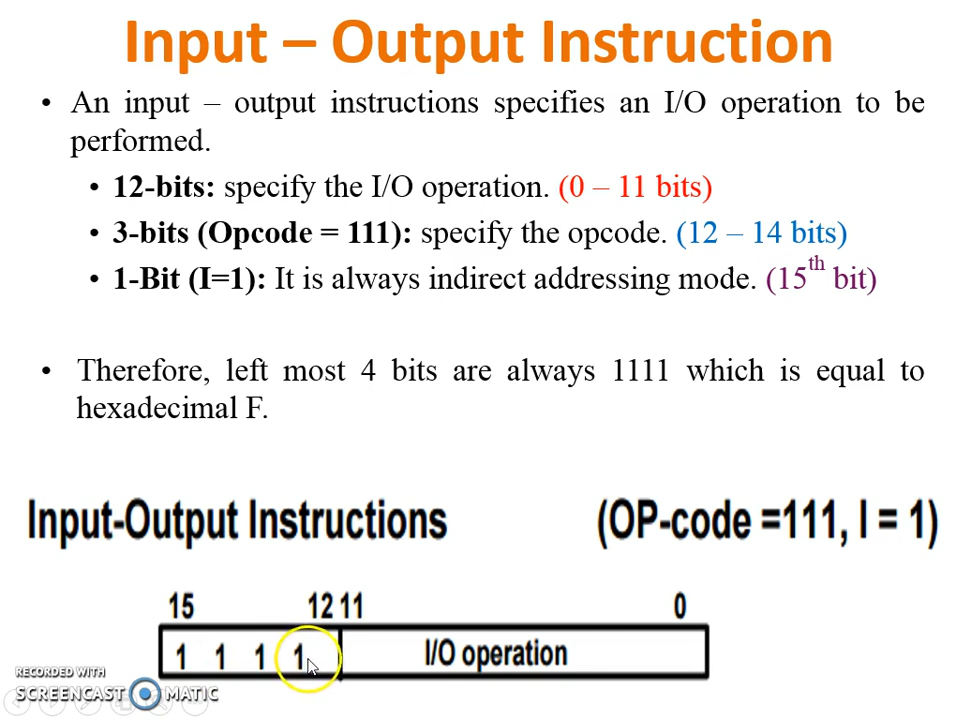 Input – Output Instruction
• An input – output instructions specifies an I/O operation to be
performed.
• 12-bits: specify the I/O operation. (0 – 11 bits)
• 3-bits (Opcode = 111): specify the opcode. (12 – 14 bits)
• 1-Bit (I=1): It is always indirect addressing mode. (15th bit)
• Therefore, left most 4 bits are always 1111 which is equal to
hexadecimal F.
Input-Output Instructions (OP-code =111, I = 1)
15 12 11 0
1 1 1 1 I/O operation
RECORDED WITH
SCREENCAST MATIC